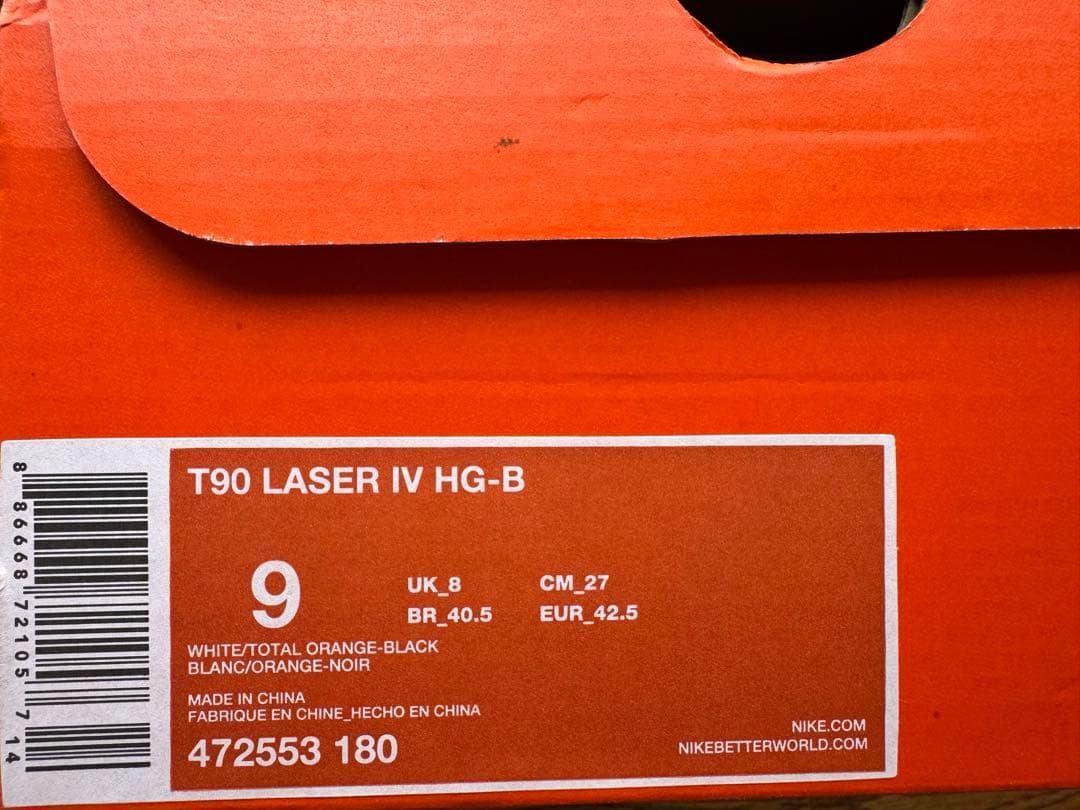 T90 LASER IV HG-B
9
UK_8 CM_27
BR_40.5 EUR_42.5
WHITE/TOTAL ORANGE-BLACK
BLANC/ORANGE-NOIR
MADE IN CHINA
FABRIQUE EN CHINE_HECHO EN CHINA
472553 180
NIKE.COM
NIKEBETTERWORLD.COM
8 86668 72105 7 14